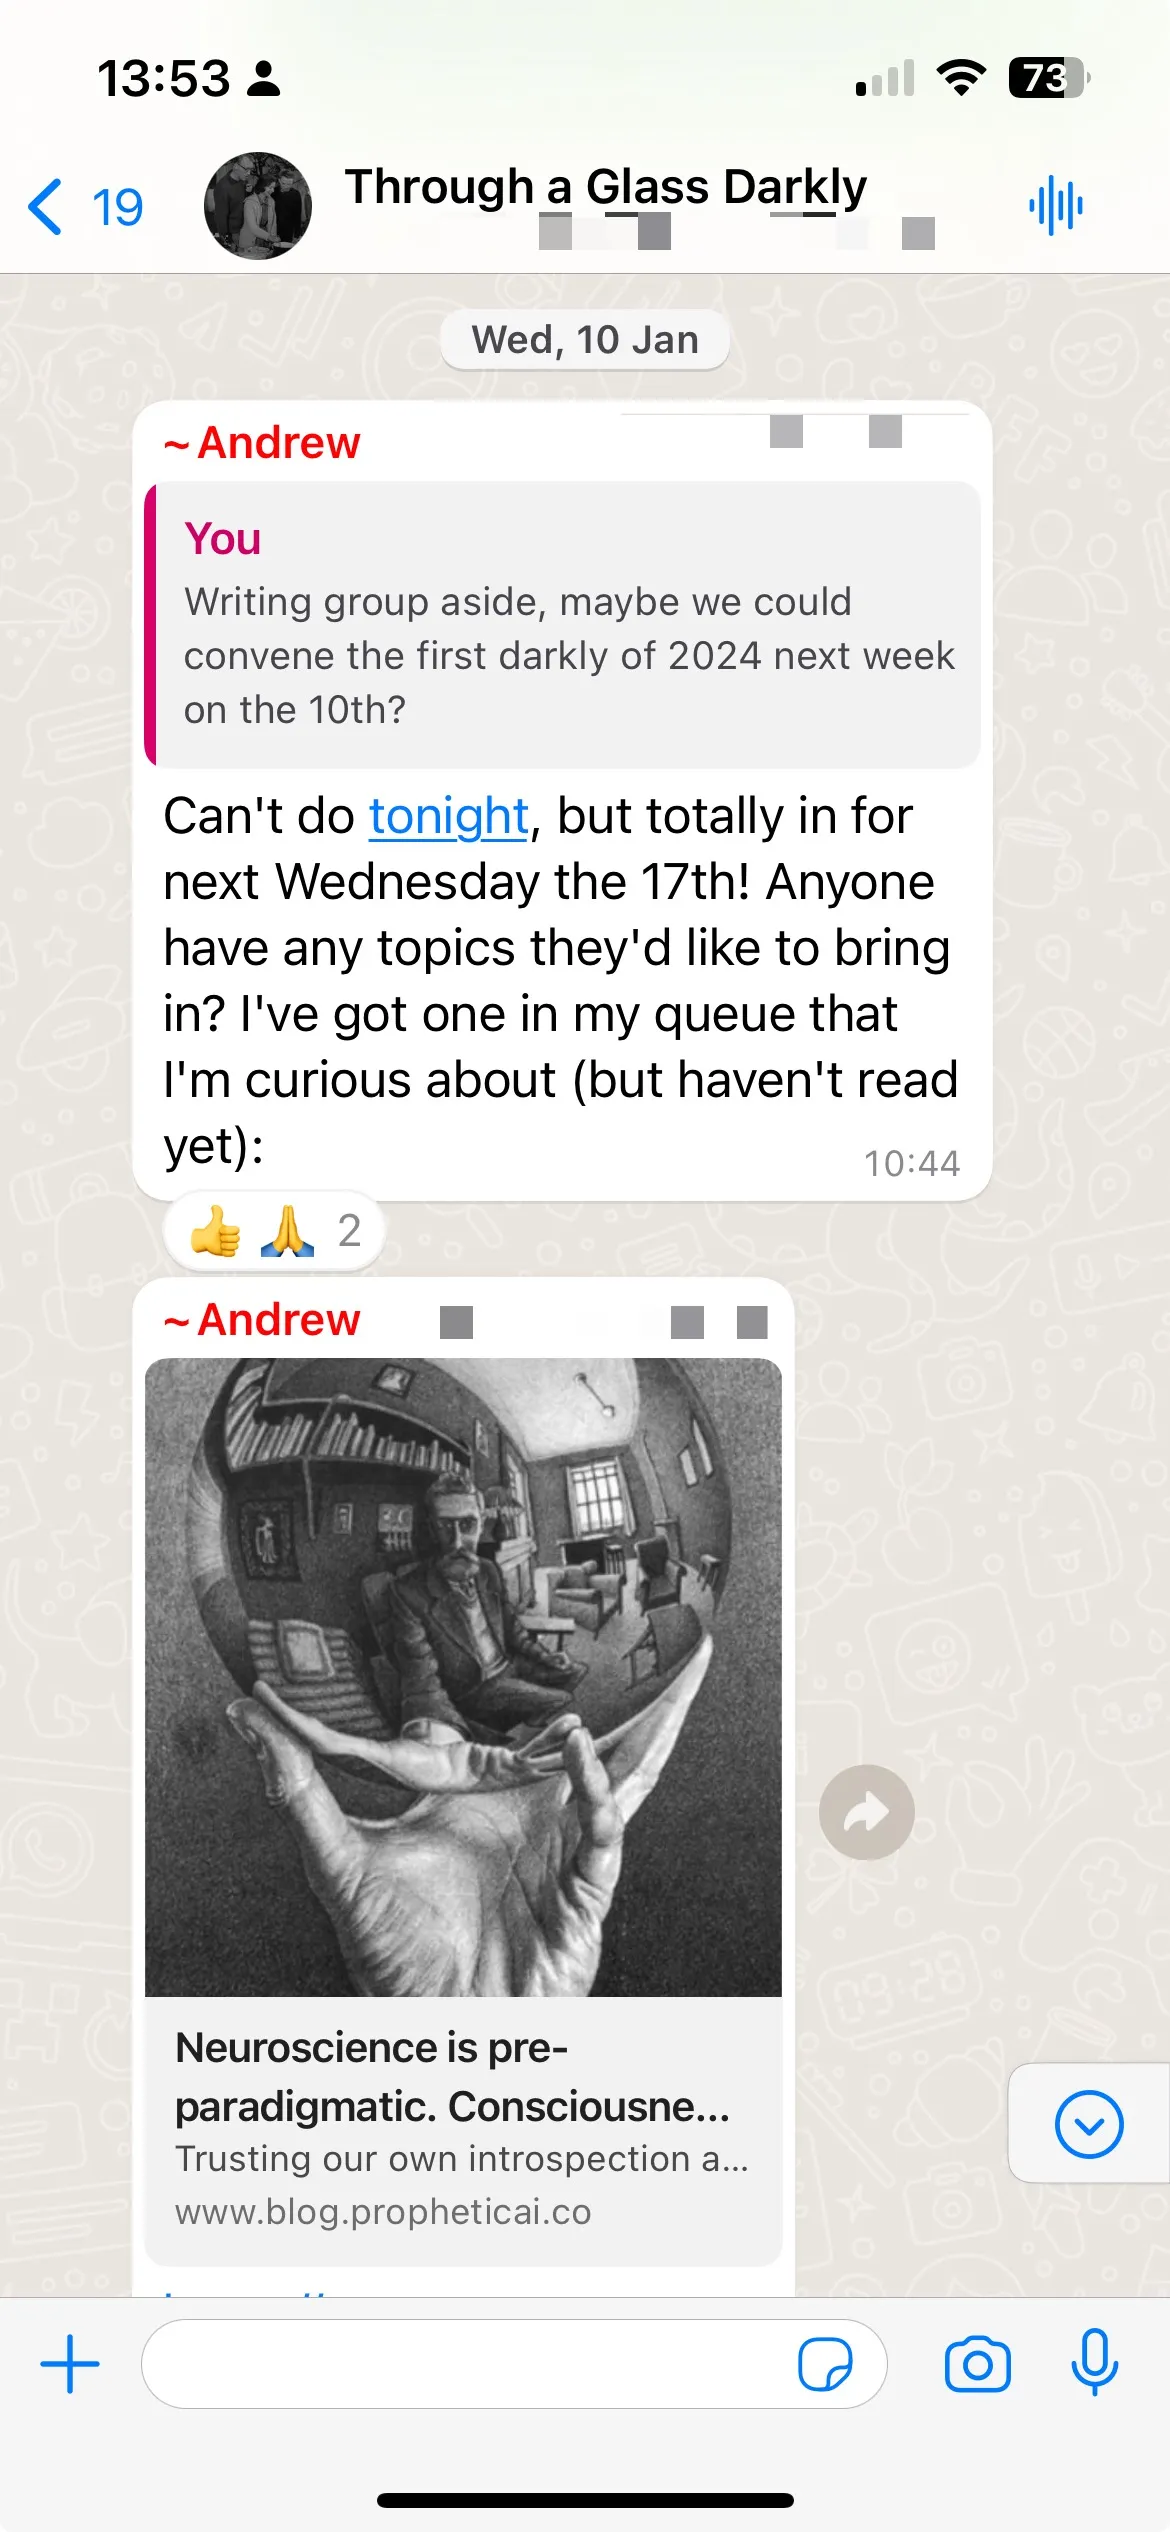 13:53
73
19
Through a Glass Darkly
Wed, 10 Jan
~ Andrew
You
Writing group aside, maybe we could
convene the first darkly of 2024 next week
on the 10th?
Can't do tonight, but totally in for
next Wednesday the 17th! Anyone
have any topics they'd like to bring
in? I've got one in my queue that
I'm curious about (but haven't read
yet):
10:44
👍 🙏 2
~ Andrew
Neuroscience is pre-
paradigmatic. Consciousne...
Trusting our own introspection a...
www.blog.propheticai.co